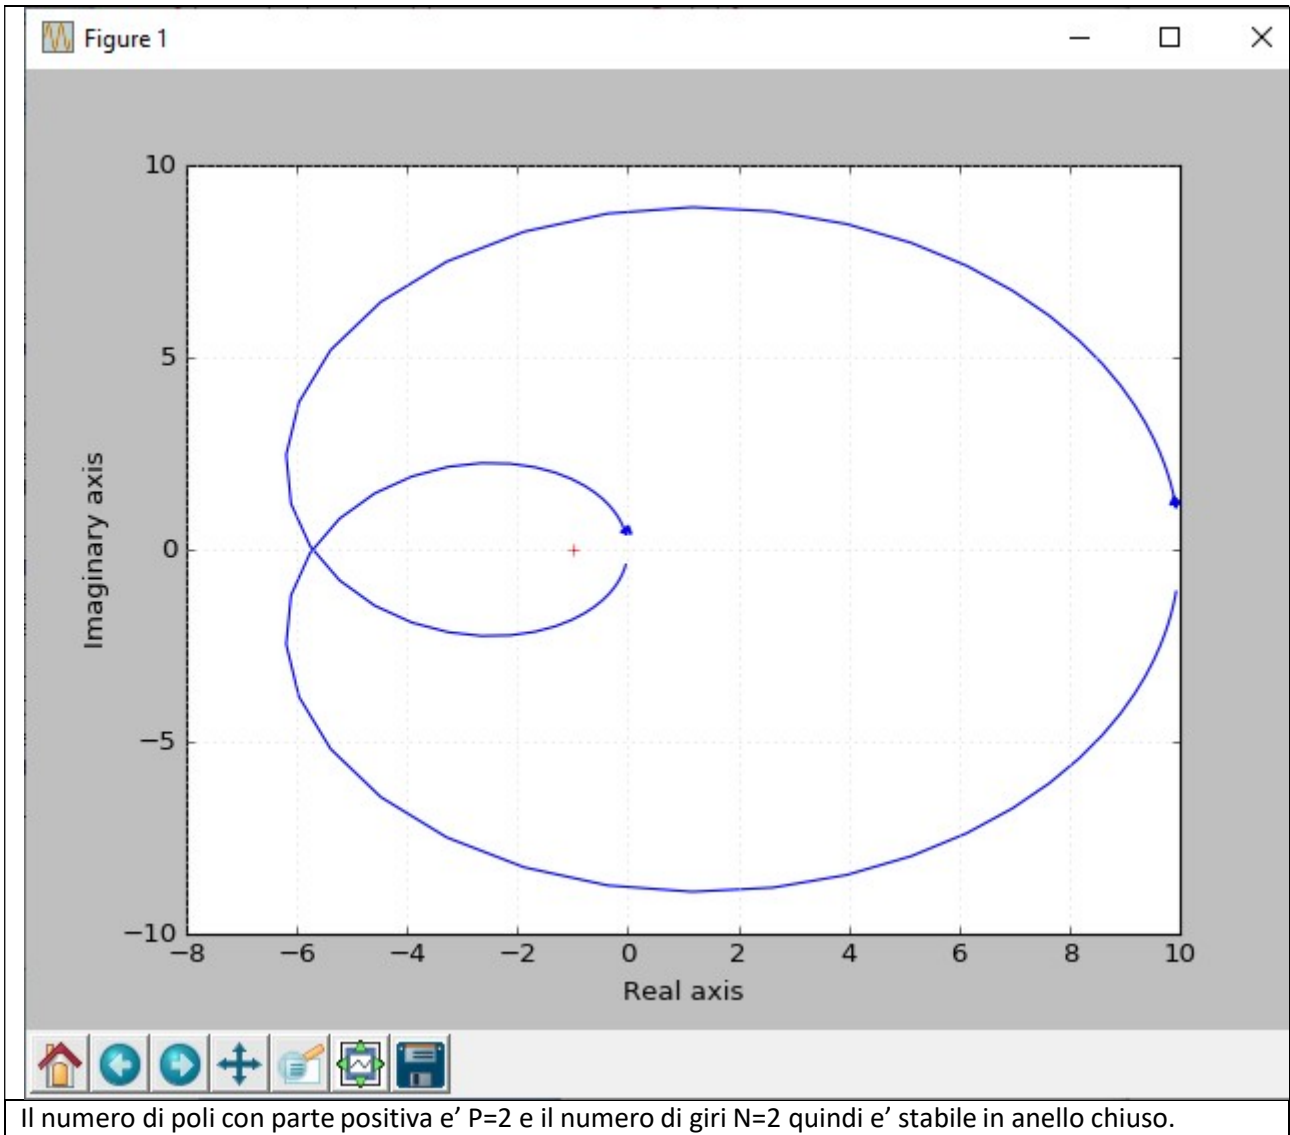 Figure 1
10
5
0
−5
−10
Imaginary axis
−8 −6 −4 −2 0 2 4 6 8 10
Real axis
Il numero di poli con parte positiva e’ P=2 e il numero di giri N=2 quindi e’ stabile in anello chiuso.